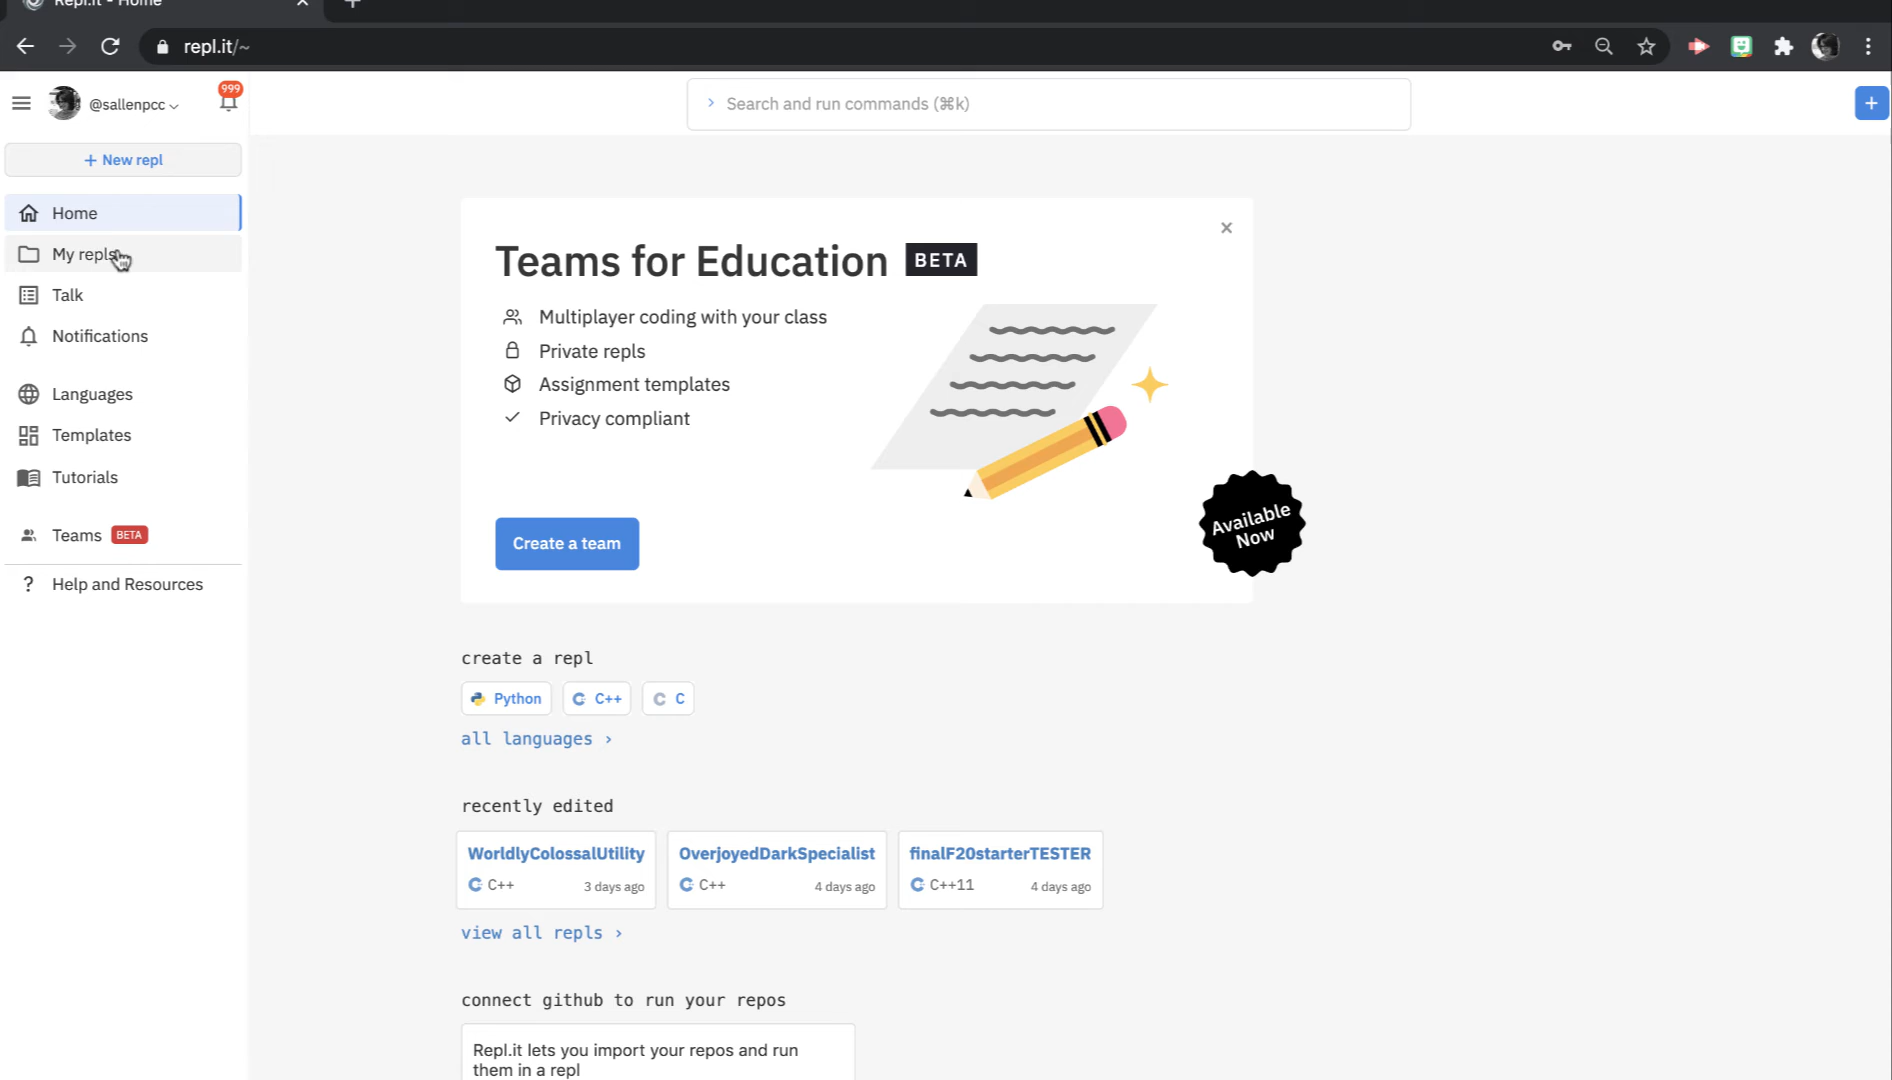 Repl.it - Home
repl.it/~
@sallenpcc
999
Search and run commands (⌘k)
+ New repl
Home
My repls
Talk
Notifications
Languages
Templates
Tutorials
Teams BETA
? Help and Resources
Teams for Education BETA
Multiplayer coding with your class
Private repls
Assignment templates
Privacy compliant
Create a team
Available
Now
create a repl
Python C++ C
all languages ›
recently edited
WorldlyColossalUtility
C++ 3 days ago
OverjoyedDarkSpecialist
C++ 4 days ago
finalF20starterTESTER
C++11 4 days ago
view all repls ›
connect github to run your repos
Repl.it lets you import your repos and run
them in a repl